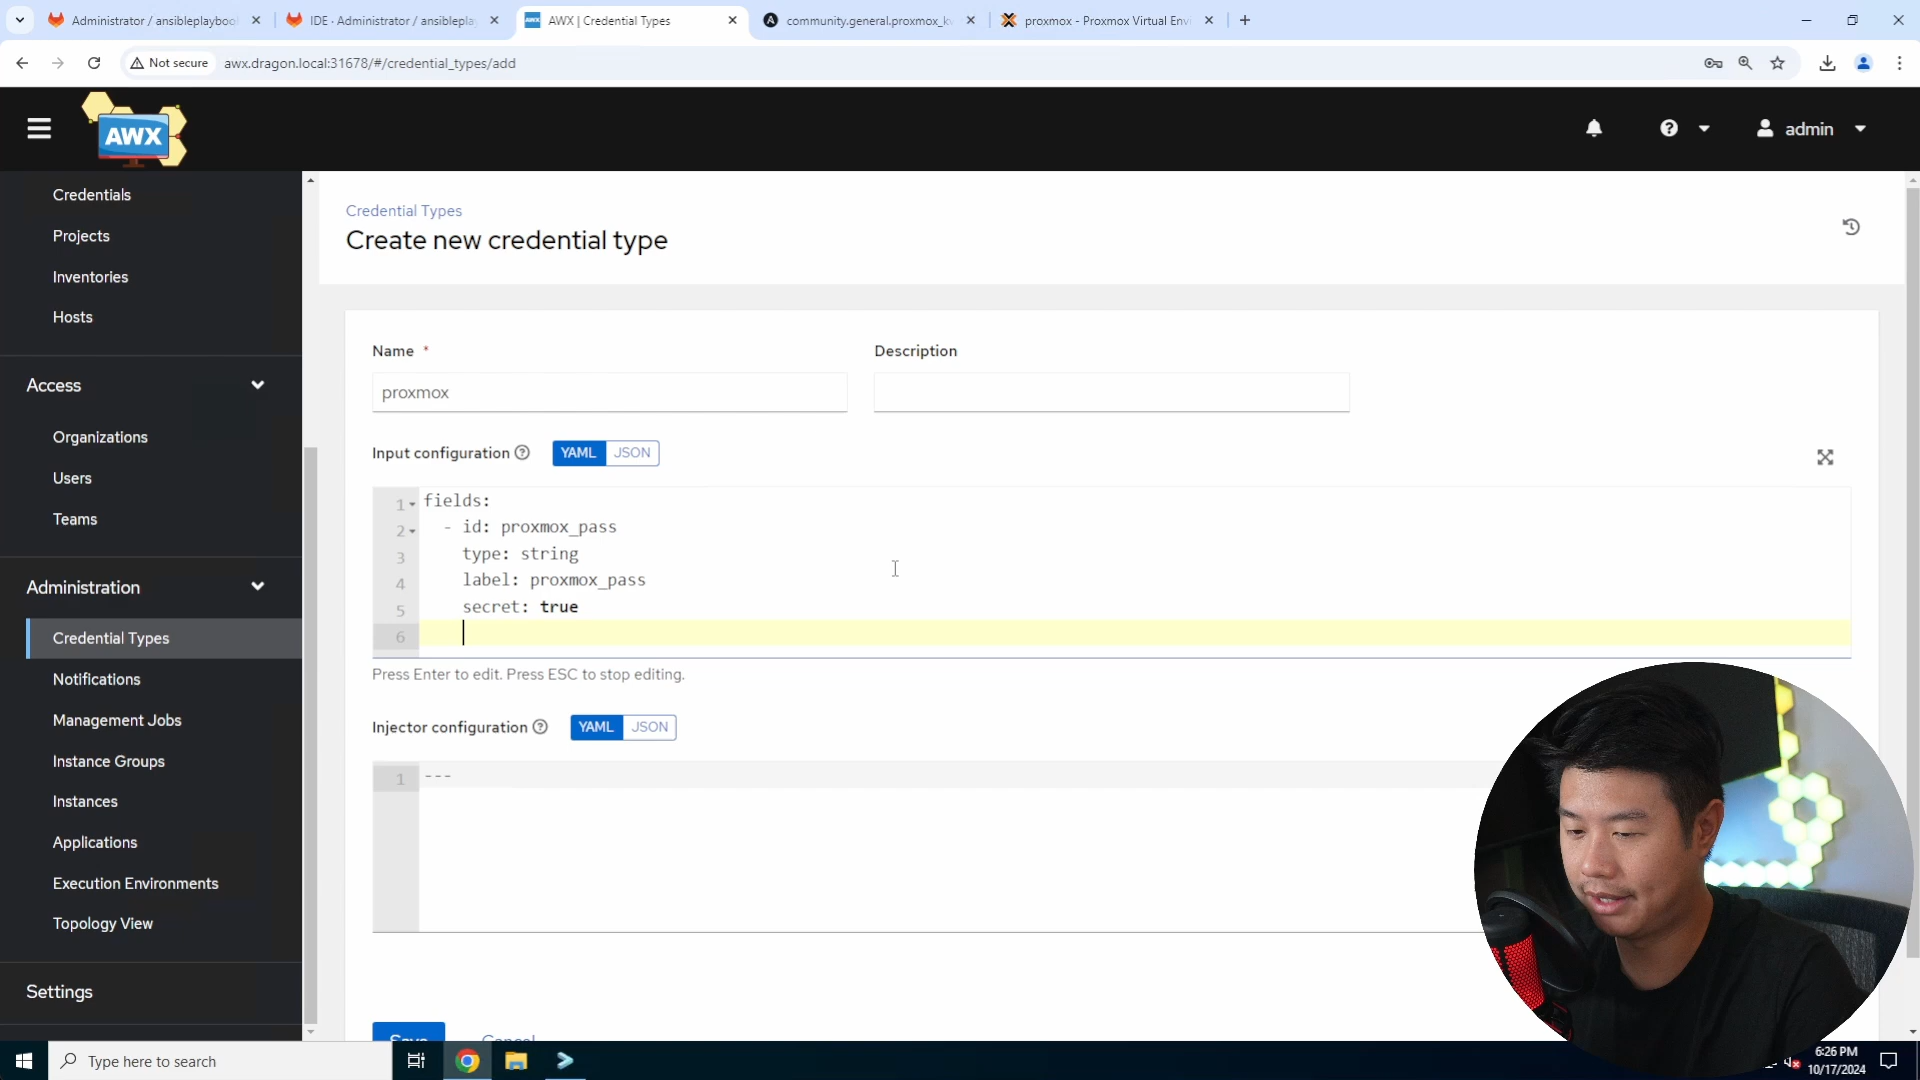 Administrator / ansibleplaybook
IDE · Administrator / ansiblepla
AWX | Credential Types
community.general.proxmox_kv
proxmox - Proxmox Virtual Envi
Not secure
awx.dragon.local:31678/#/credential_types/add
AWX
admin
Credentials
Projects
Inventories
Hosts
Access
Organizations
Users
Teams
Administration
Credential Types
Notifications
Management Jobs
Instance Groups
Instances
Applications
Execution Environments
Topology View
Settings
Credential Types
Create new credential type
Name *
Description
proxmox
Input configuration
YAML JSON
1 fields:
2 - id: proxmox_pass
3 type: string
4 label: proxmox_pass
5 secret: true
6
Press Enter to edit. Press ESC to stop editing.
Injector configuration
YAML JSON
1 ---
Save Cancel
Type here to search
6:26 PM
10/17/2024